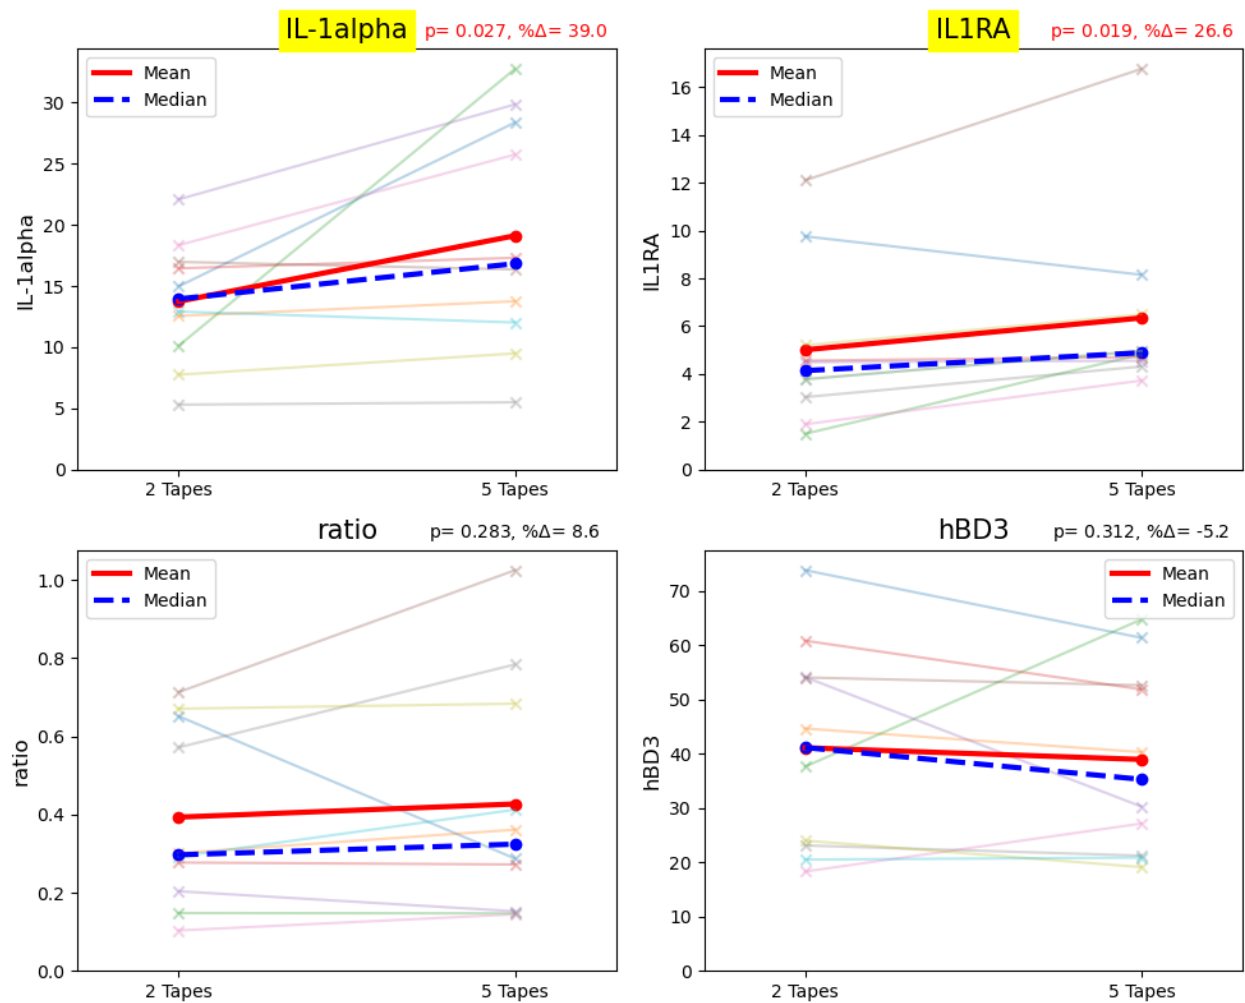 IL-1alpha p= 0.027, %Δ= 39.0
Mean
Median
30
25
20
15
10
5
0
IL-1alpha
2 Tapes 5 Tapes
IL1RA p= 0.019, %Δ= 26.6
Mean
Median
16
14
12
10
8
6
4
2
0
IL1RA
2 Tapes 5 Tapes
ratio p= 0.283, %Δ= 8.6
Mean
Median
1.0
0.8
0.6
0.4
0.2
0.0
ratio
2 Tapes 5 Tapes
hBD3 p= 0.312, %Δ= -5.2
Mean
Median
70
60
50
40
30
20
10
0
hBD3
2 Tapes 5 Tapes